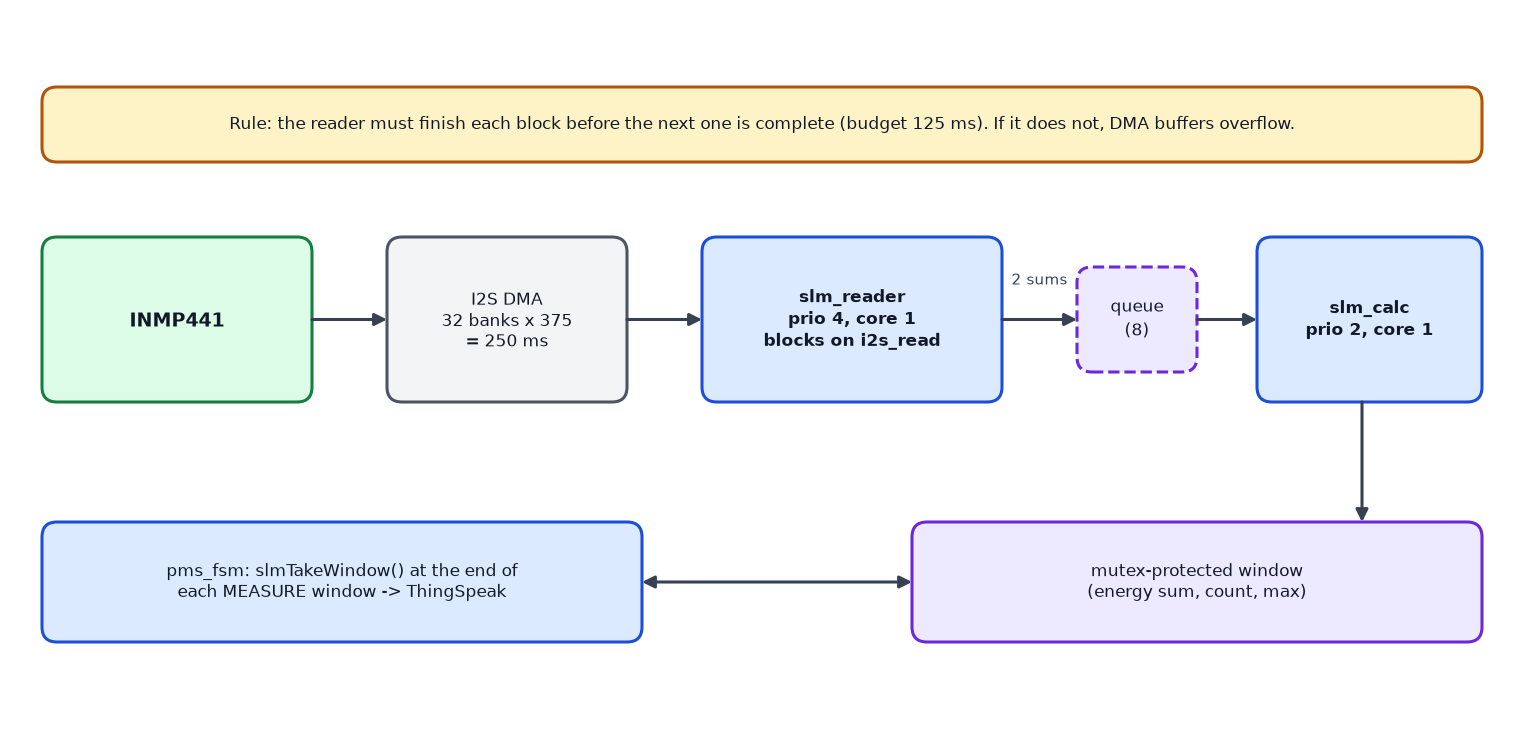 Rule: the reader must finish each block before the next one is complete (budget 125 ms). If it does not, DMA buffers overflow.
INMP441
I2S DMA
32 banks x 375
= 250 ms
slm_reader
prio 4, core 1
blocks on i2s_read
2 sums
queue
(8)
slm_calc
prio 2, core 1
pms_fsm: slmTakeWindow() at the end of
each MEASURE window -> ThingSpeak
mutex-protected window
(energy sum, count, max)